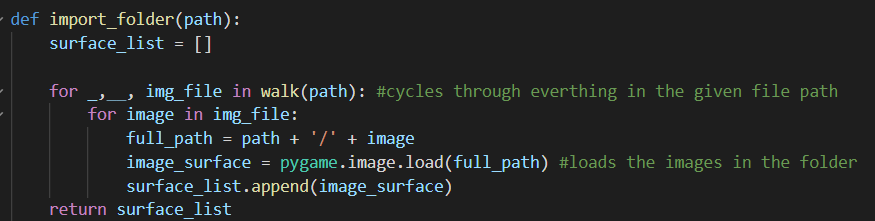 def import_folder(path):
    surface_list = []

    for _,__, img_file in walk(path): #cycles through everthing in the given file path
        for image in img_file:
            full_path = path + '/' + image
            image_surface = pygame.image.load(full_path) #loads the images in the folder
            surface_list.append(image_surface)
    return surface_list